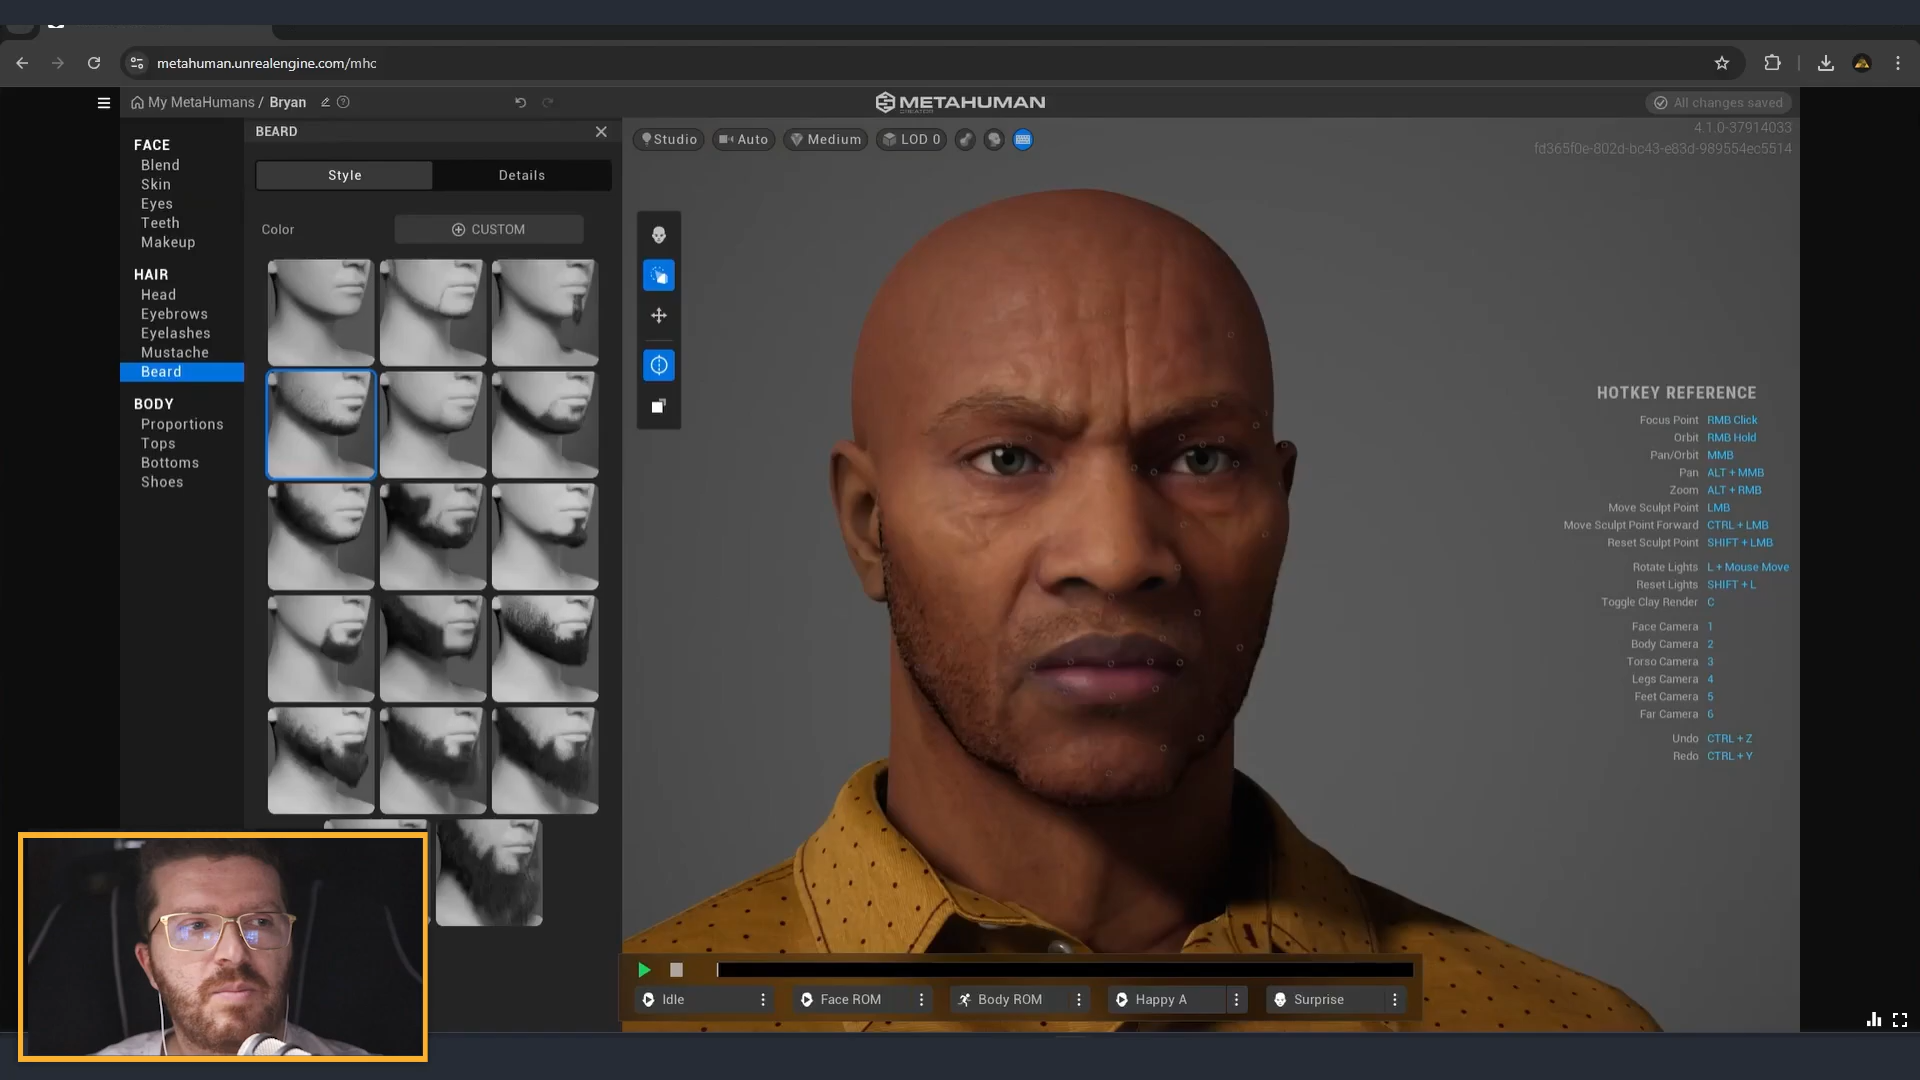 metahuman.unrealengine.com/mhc
My MetaHumans / Bryan
METAHUMAN
CREATOR
All changes saved
4.1.0-37914033
fd365f0e-802d-bc43-e83d-989554ec5514
FACE
Blend
Skin
Eyes
Teeth
Makeup
HAIR
Head
Eyebrows
Eyelashes
Mustache
Beard
BODY
Proportions
Tops
Bottoms
Shoes
BEARD
Style
Details
Color
CUSTOM
Studio
Auto
Medium
LOD 0
HOTKEY REFERENCE
Focus Point RMB Click
Orbit RMB Hold
Pan/Orbit MMB
Pan ALT + MMB
Zoom ALT + RMB
Move Sculpt Point LMB
Move Sculpt Point Forward CTRL + LMB
Reset Sculpt Point SHIFT + LMB
Rotate Lights L + Mouse Move
Reset Lights SHIFT + L
Toggle Clay Render C
Face Camera 1
Body Camera 2
Torso Camera 3
Legs Camera 4
Feet Camera 5
Far Camera 6
Undo CTRL + Z
Redo CTRL + Y
Idle
Face ROM
Body ROM
Happy A
Surprise